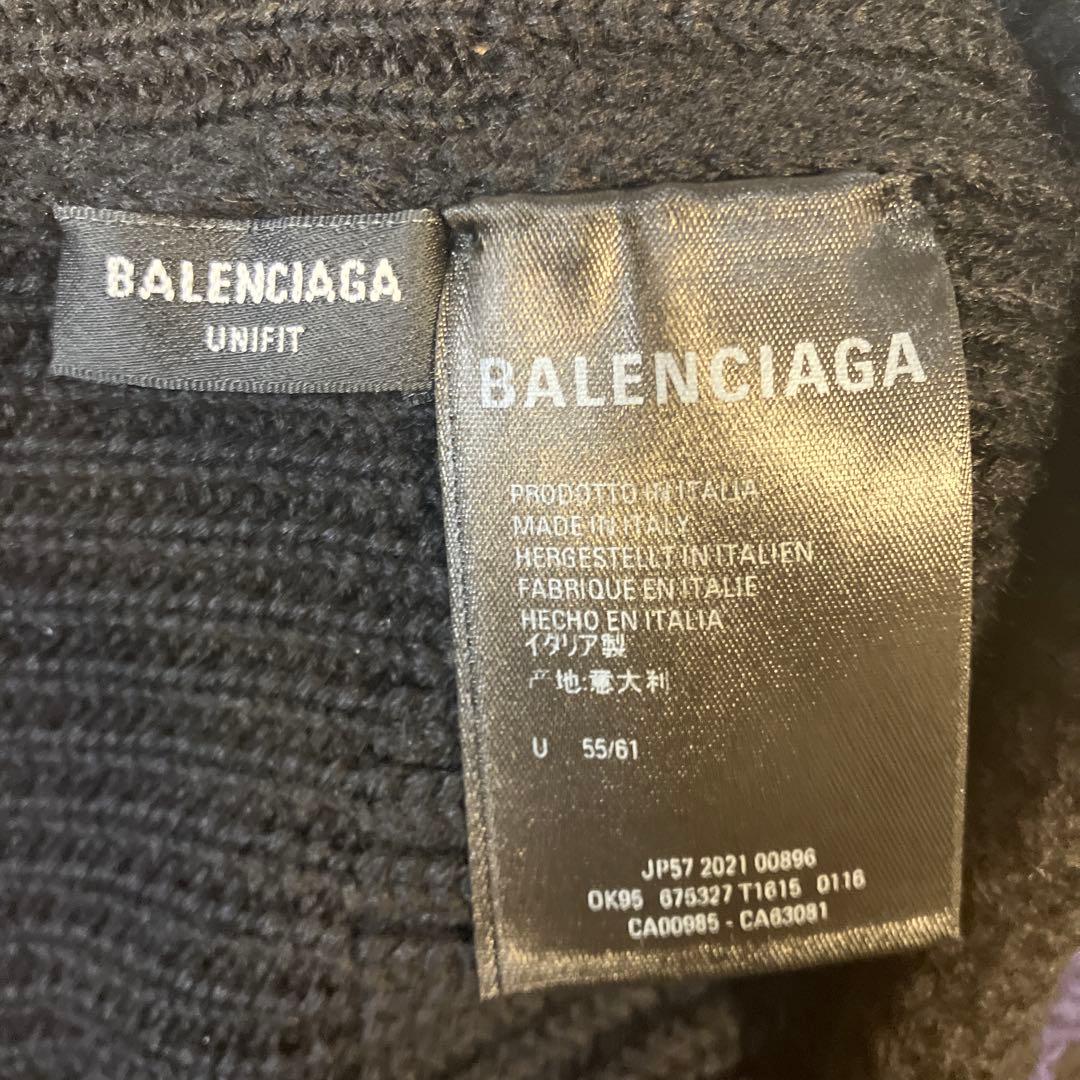 BALENCIAGA
UNIFIT
BALENCIAGA
PRODOTTO IN ITALIA
MADE IN ITALY
HERGESTELLT IN ITALIEN
FABRIQUE EN ITALIE
HECHO EN ITALIA
イタリア製
产地:意大利
U 55/61
JP57 2021 00896
OK95 675327 T1615 0116
CA00985 - CA63081